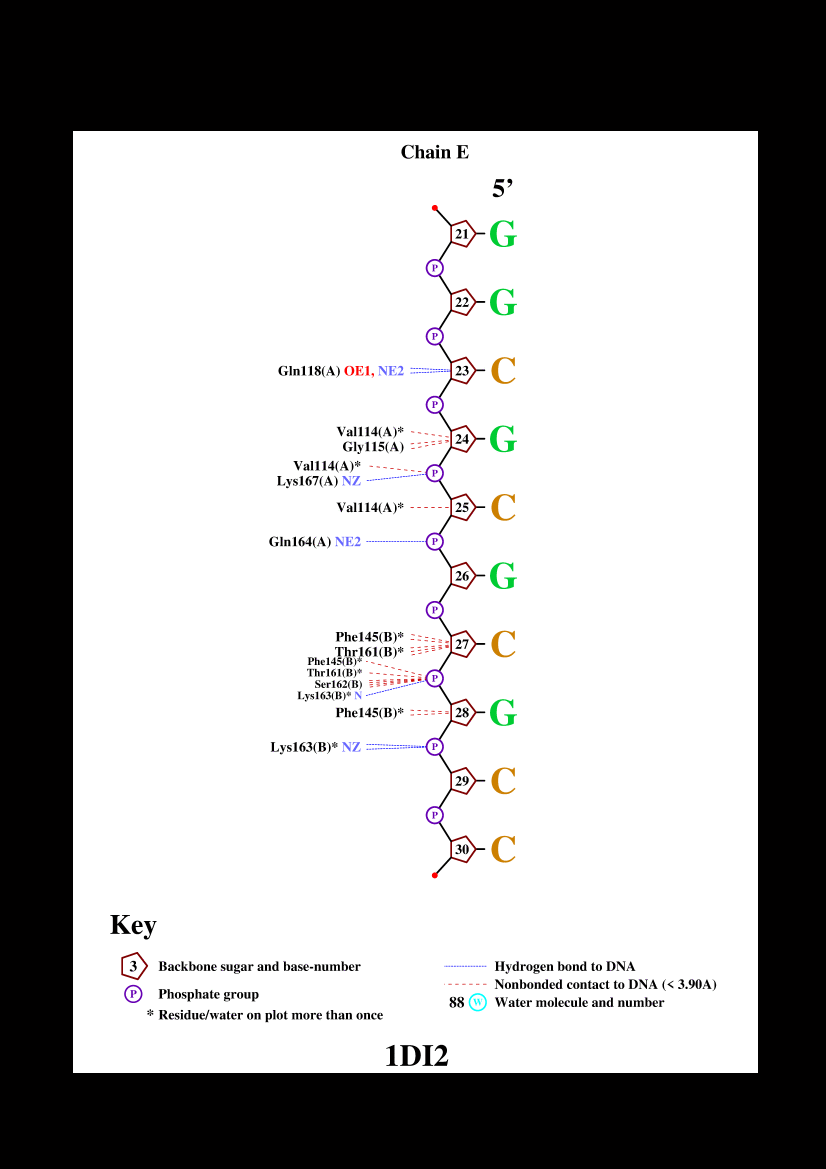 Chain E
5’
21 G
P
22 G
P
Gln118(A) OE1, NE2 23 C
P
Val114(A)* 24 G
Gly115(A)
Val114(A)* P
Lys167(A) NZ
Val114(A)* 25 C
Gln164(A) NE2 P
26 G
P
Phe145(B)* 27 C
Thr161(B)*
Phe145(B)*
Thr161(B)* P
Ser162(B)
Lys163(B)* N
Phe145(B)* 28 G
Lys163(B)* NZ P
29 C
P
30 C
Key
3 Backbone sugar and base-number
P Phosphate group
* Residue/water on plot more than once
Hydrogen bond to DNA
Nonbonded contact to DNA (< 3.90A)
88 W Water molecule and number
1DI2